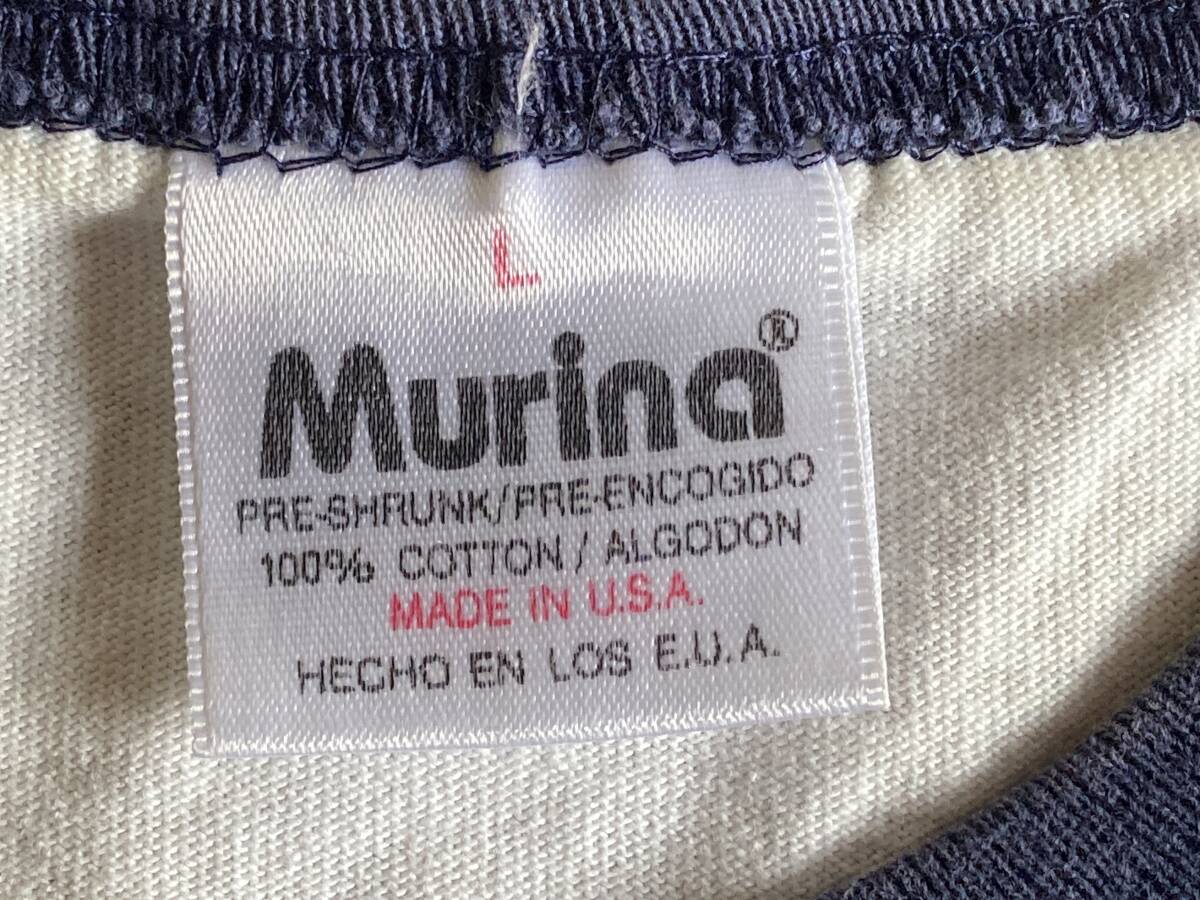 L
Murina®
PRE-SHRUNK/PRE-ENCOGIDO
100% COTTON / ALGODON
MADE IN U.S.A.
HECHO EN LOS E.U.A.